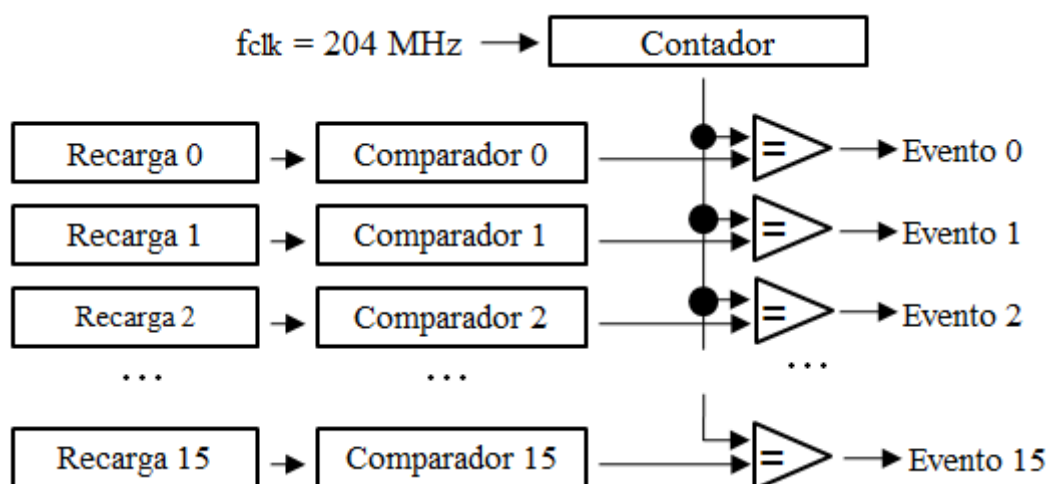 fclk = 204 MHz
Contador
Recarga 0
Comparador 0
=
Evento 0
Recarga 1
Comparador 1
=
Evento 1
Recarga 2
Comparador 2
=
Evento 2
...
...
...
Recarga 15
Comparador 15
=
Evento 15